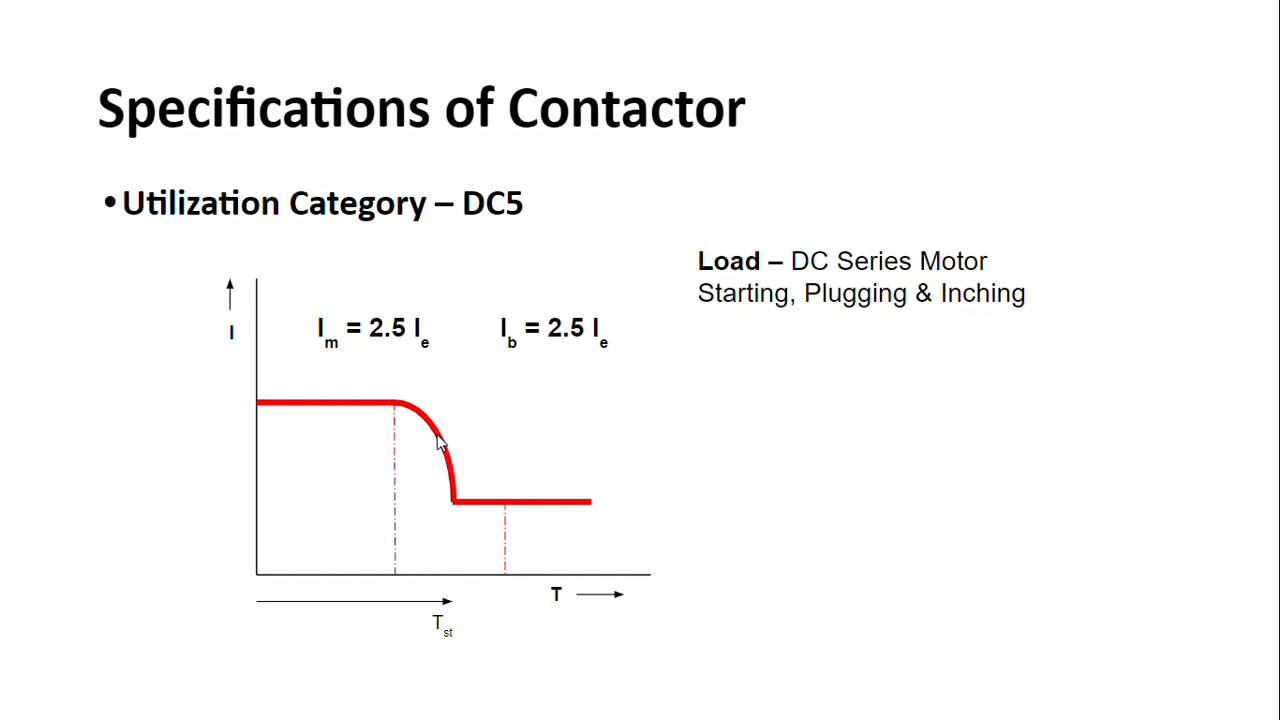 Specifications of Contactor
•Utilization Category – DC5
Load – DC Series Motor
Starting, Plugging & Inching
I
Im = 2.5 Ie
Ib = 2.5 Ie
T
Tst